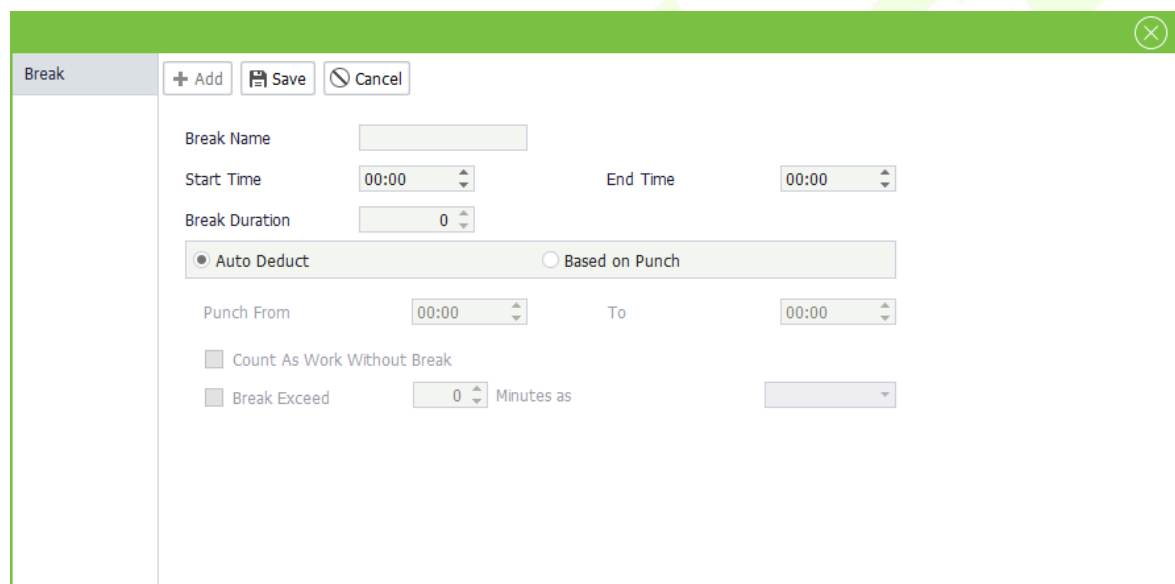 Break
Add Save Cancel
Break Name
Start Time 00:00 End Time 00:00
Break Duration 0
Auto Deduct Based on Punch
Punch From 00:00 To 00:00
Count As Work Without Break
Break Exceed 0 Minutes as